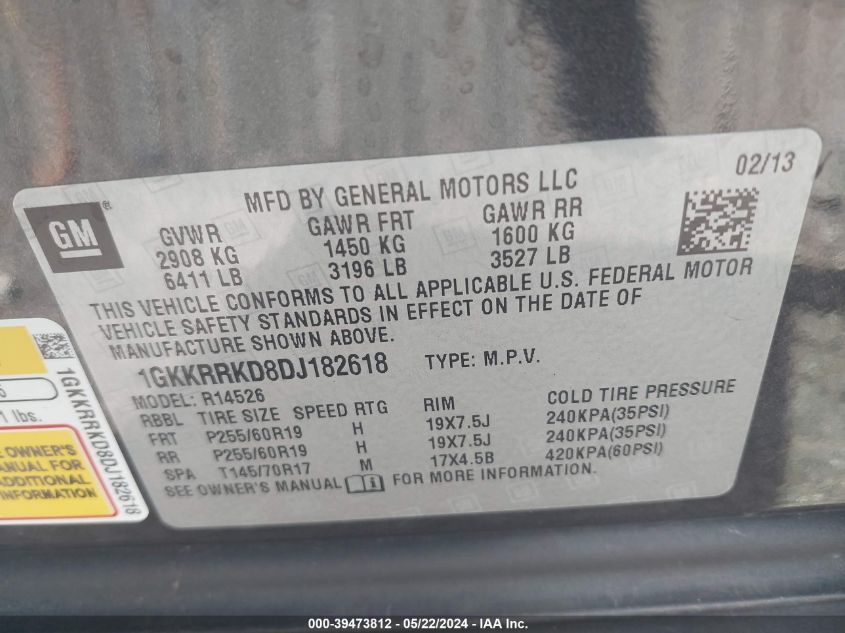 02/13
MFD BY GENERAL MOTORS LLC
GM®
GVWR GAWR FRT GAWR RR
2908 KG 1450 KG 1600 KG
6411 LB 3196 LB 3527 LB
THIS VEHICLE CONFORMS TO ALL APPLICABLE U.S. FEDERAL MOTOR
VEHICLE SAFETY STANDARDS IN EFFECT ON THE DATE OF
MANUFACTURE SHOWN ABOVE.
1GKKRRKD8DJ182618 TYPE: M.P.V.
MODEL: R14526
RBBL TIRE SIZE SPEED RTG RIM COLD TIRE PRESSURE
FRT P255/60R19 H 19X7.5J 240KPA(35PSI)
RR P255/60R19 H 19X7.5J 240KPA(35PSI)
SPA T145/70R17 M 17X4.5B 420KPA(60PSI)
SEE OWNER'S MANUAL FOR MORE INFORMATION.
1GKKRRKD8DJ182618
lbs.
OWNER'S
MANUAL FOR
ADDITIONAL
INFORMATION
000-39473812 - 05/22/2024 - IAA Inc.